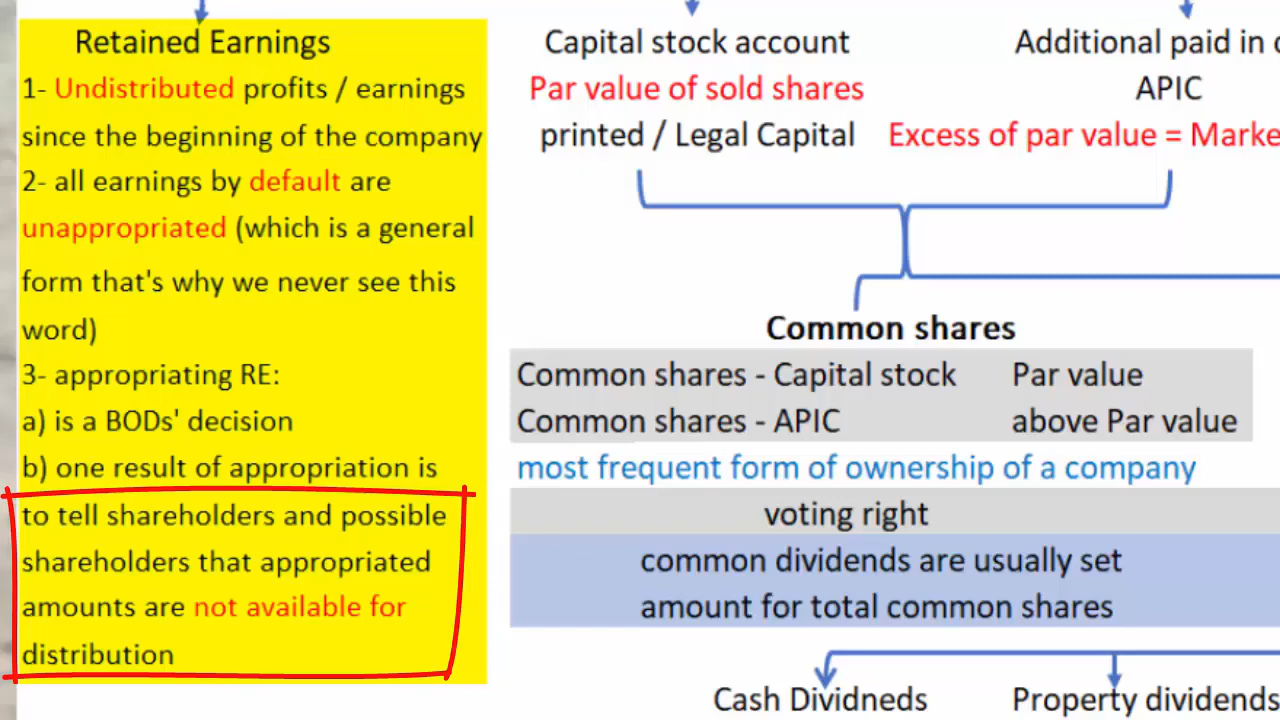 Retained Earnings
1- Undistributed profits / earnings
since the beginning of the company
2- all earnings by default are
unappropriated (which is a general
form that's why we never see this
word)
3- appropriating RE:
a) is a BODs' decision
b) one result of appropriation is
to tell shareholders and possible
shareholders that appropriated
amounts are not available for
distribution
Capital stock account
Par value of sold shares
printed / Legal Capital
Additional paid in
APIC
Excess of par value =
Common shares
Common shares - Capital stock Par value
Common shares - APIC above Par value
most frequent form of ownership of a company
voting right
common dividends are usually set
amount for total common shares
Cash Dividneds
Property dividends